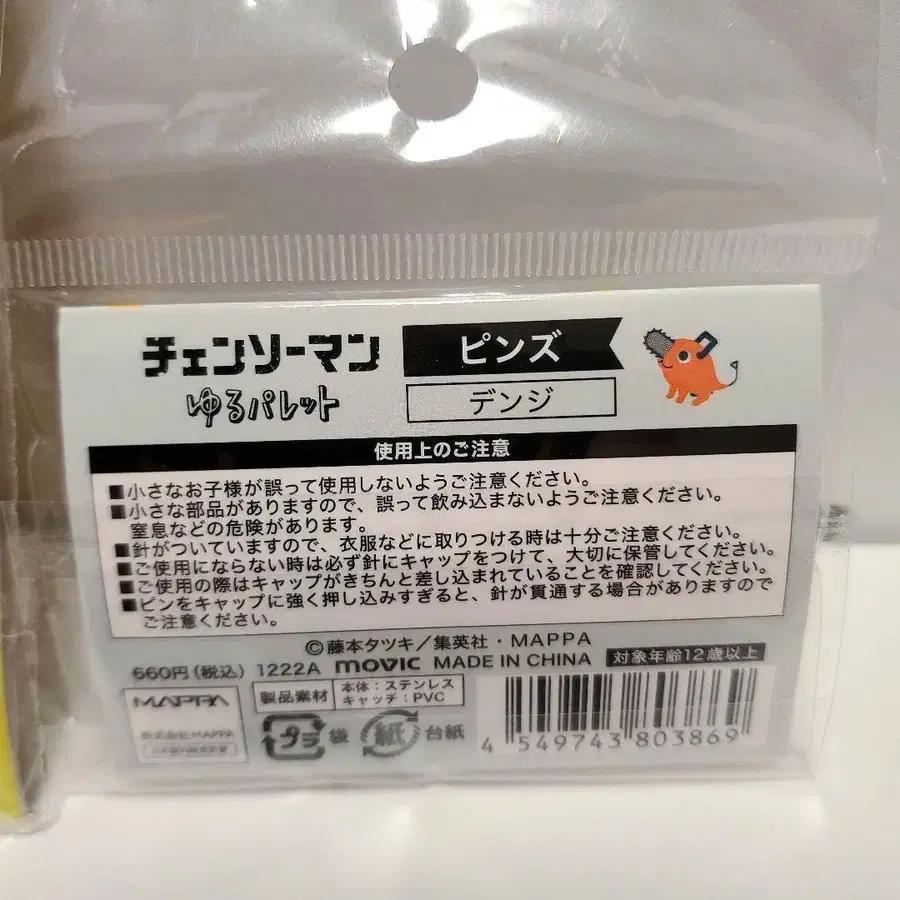 チェンソーマン
ゆるパレット
ピンズ
デンジ
使用上のご注意
■小さなお子様が誤って使用しないようご注意ください。
■小さな部品がありますので、誤って飲み込まないようご注意ください。
窒息などの危険があります。
■針がついていますので、衣服などに取りつける時は十分ご注意ください。
■ご使用にならない時は必ず針にキャップをつけて、大切に保管してください。
■ご使用の際はキャップがきちんと差し込まれていることを確認してください。
■ピンをキャップに強く押し込みすぎると、針が貫通する場合がありますので
ご注意ください。
©藤本タツキ/集英社・MAPPA
660円(税込) 1222A movic MADE IN CHINA 対象年齢12歳以上
MAPPA
株式会社MAPPA
製品素材
本体:ステンレス
キャッチ:PVC
プラ 袋 紙 台紙
4 549743 803869